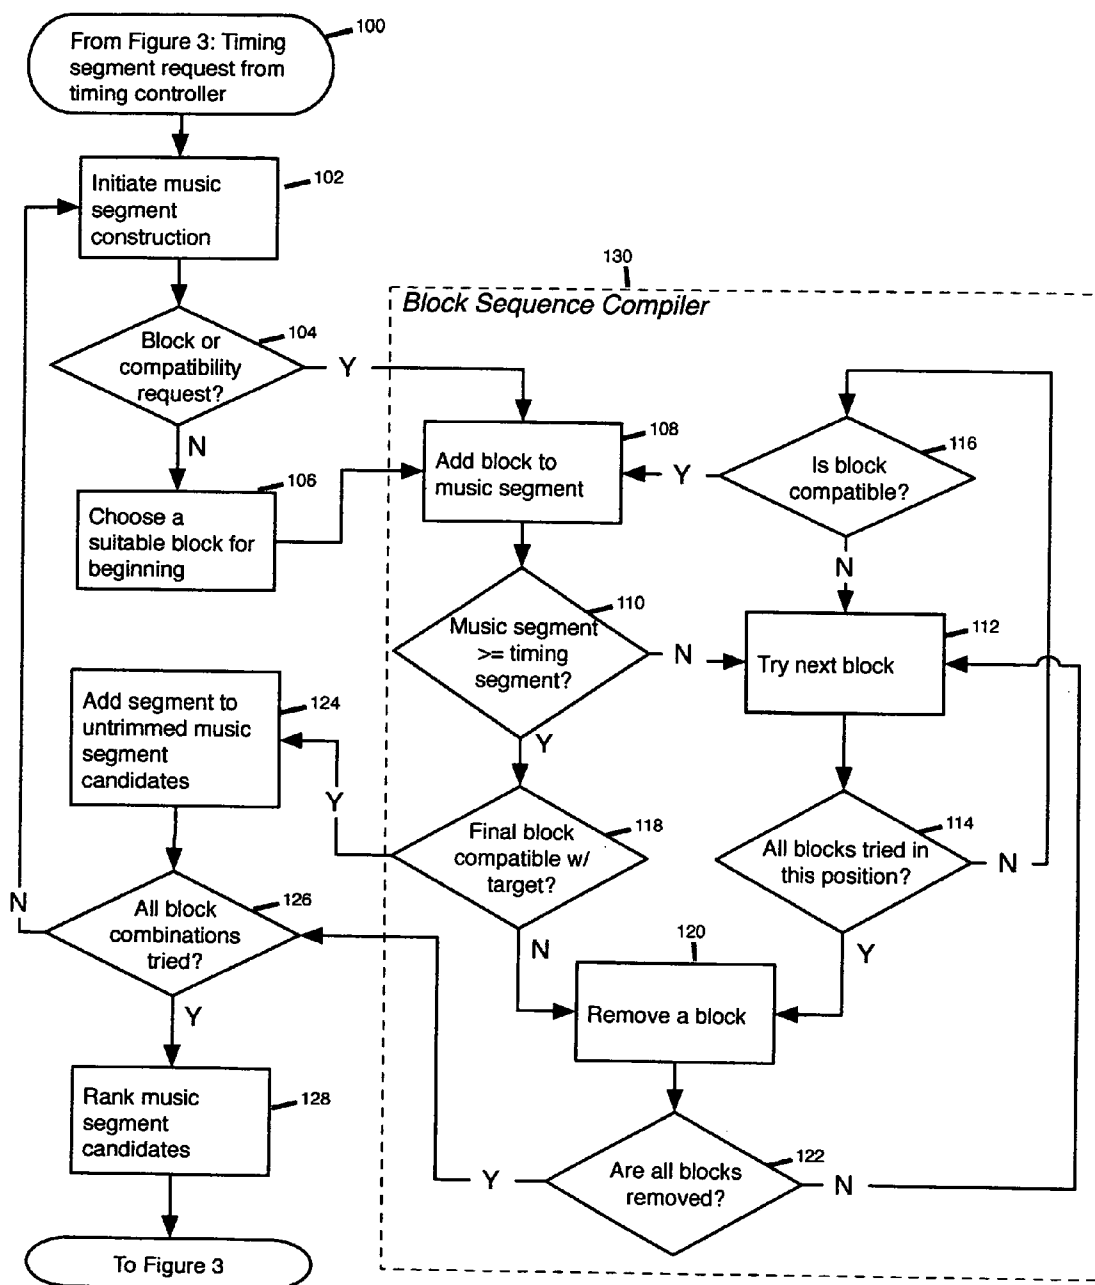 From Figure 3: Timing
segment request from
timing controller
100
Initiate music
segment
construction
102
130
Block Sequence Compiler
Block or
compatibility
request?
104
Y
N
Choose a
suitable block for
beginning
106
Add block to
music segment
108
Y
Is block
compatible?
116
N
Music segment
>= timing
segment?
110
N
Try next block
112
Y
Add segment to
untrimmed music
segment
candidates
124
Y
Final block
compatible w/
target?
118
N
All blocks tried in
this position?
114
N
Y
N
All block
combinations
tried?
126
Y
Remove a block
120
Rank music
segment
candidates
128
Are all blocks
removed?
122
Y
N
To Figure 3